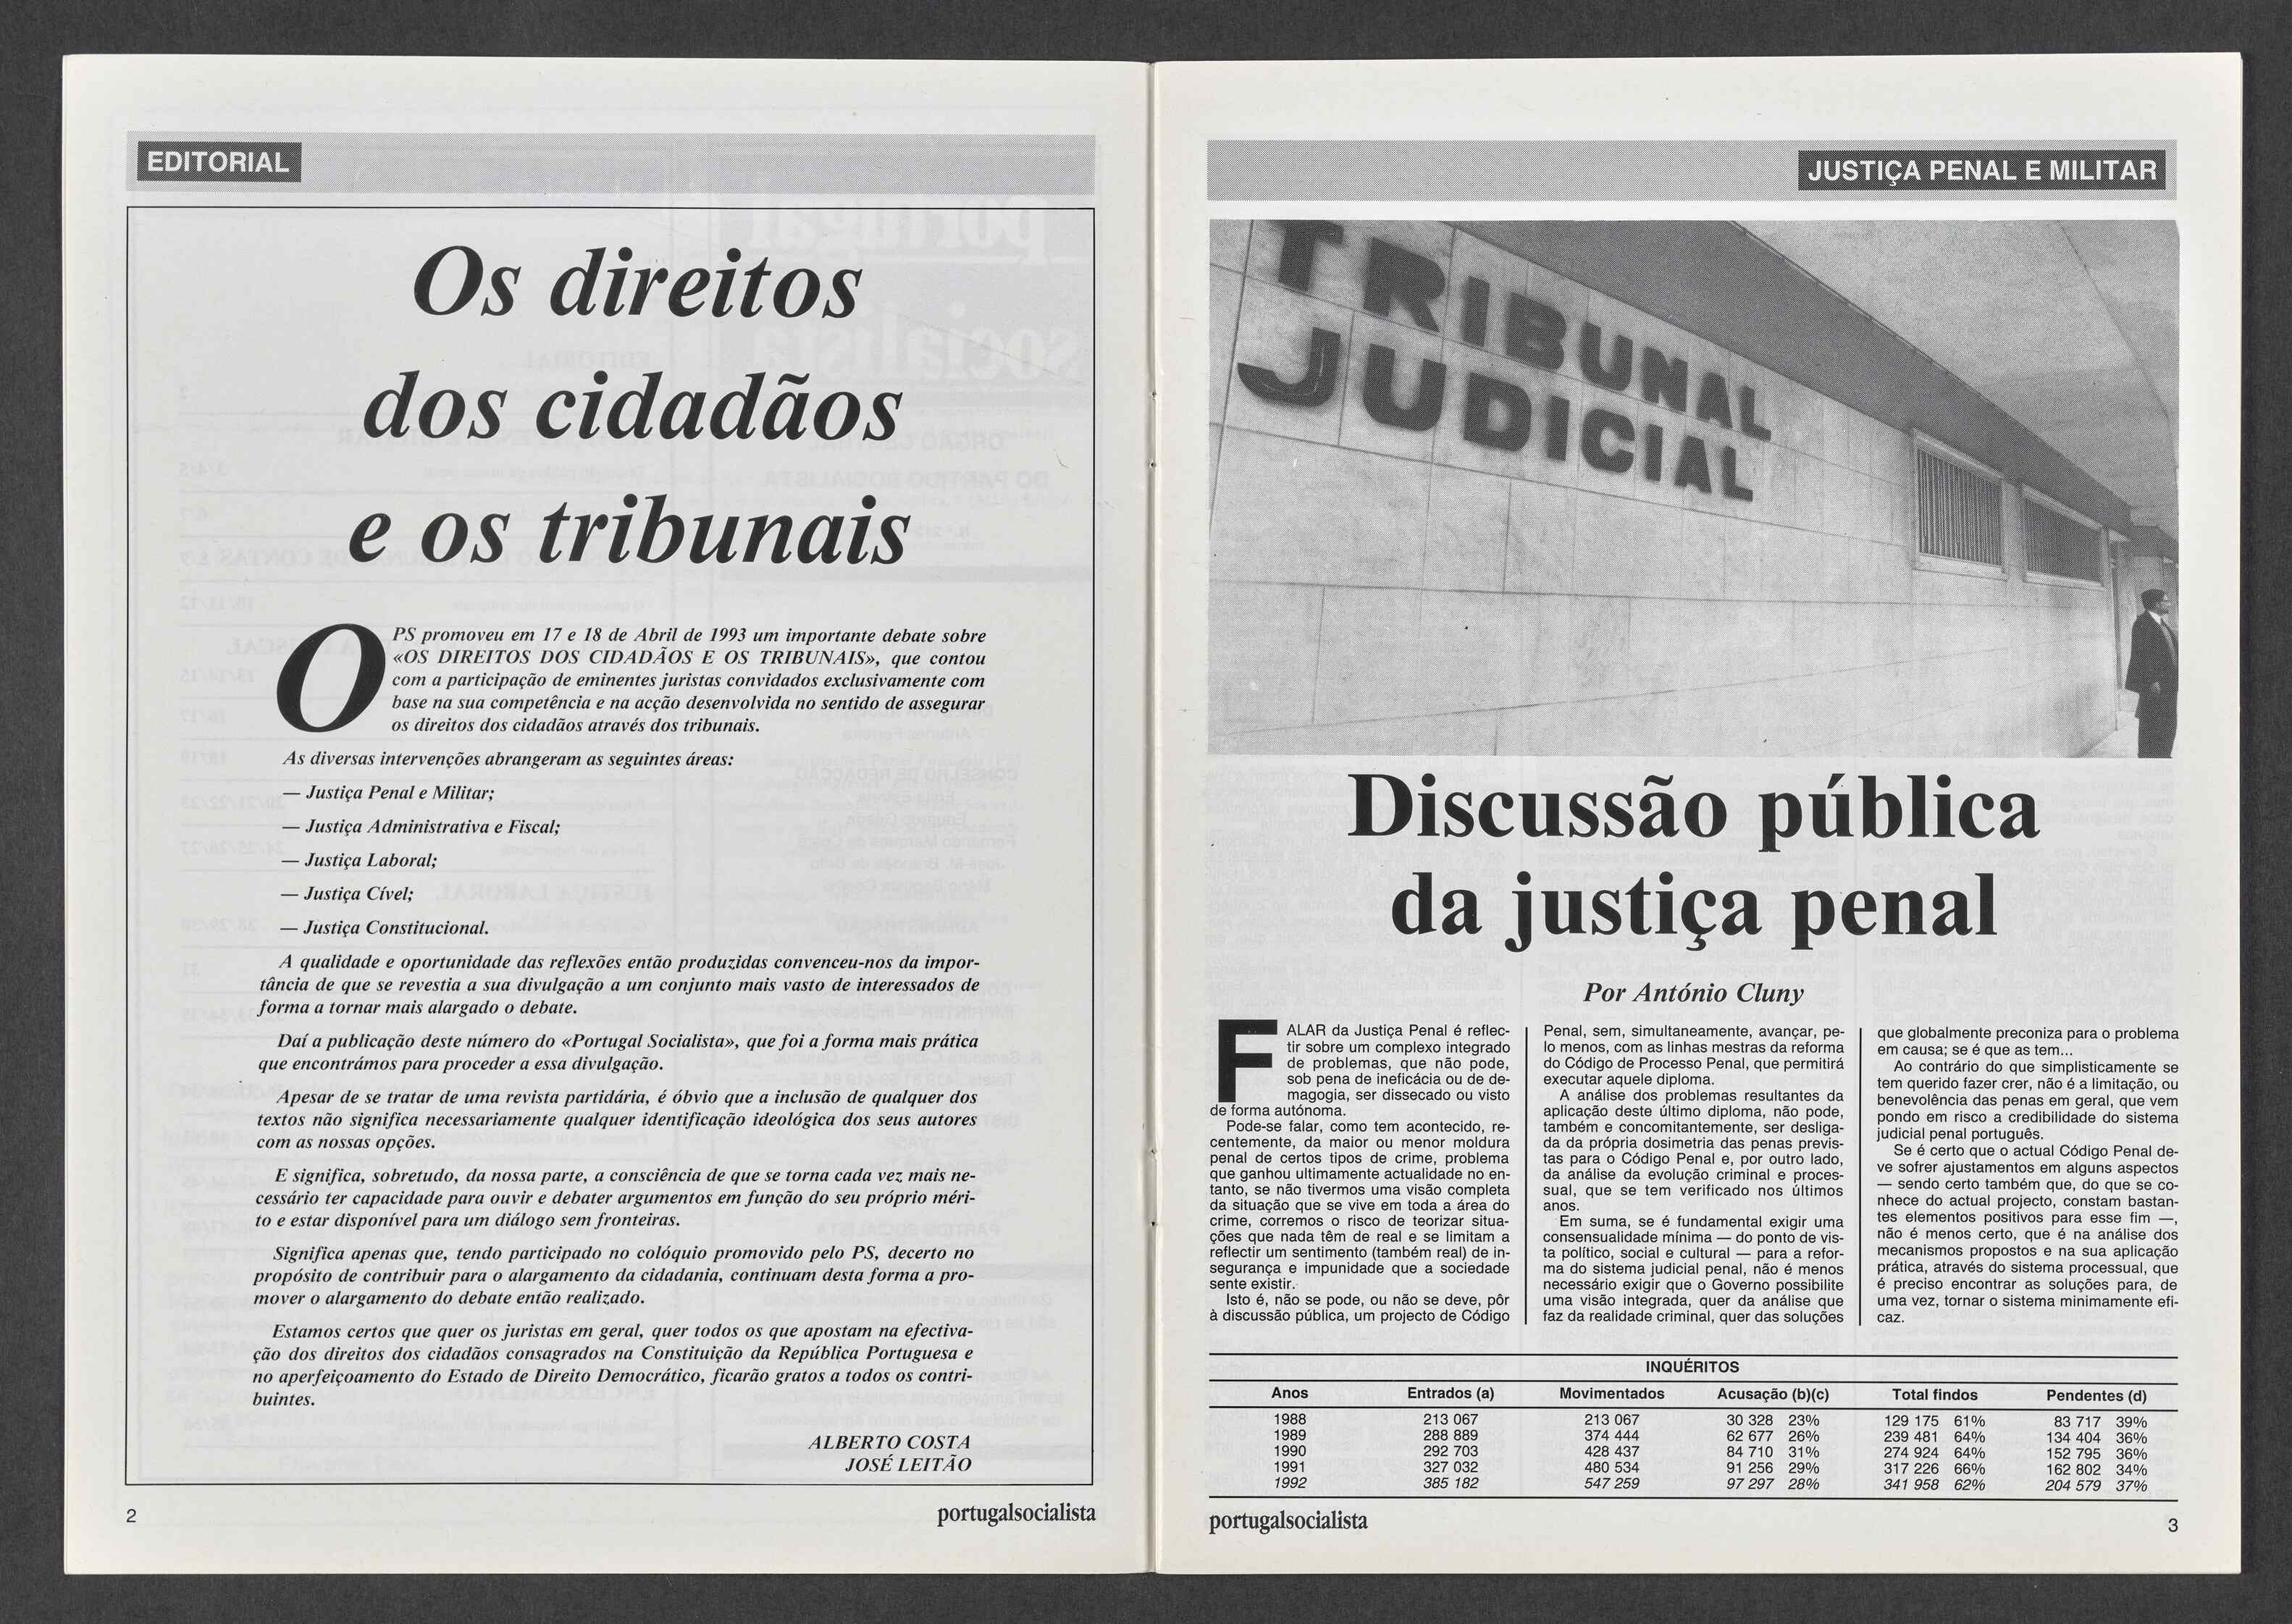 EDITORIAL
Os direitos
dos cidadãos
e os tribunais
O PS promoveu em 17 e 18 de Abril de 1993 um importante debate sobre
«OS DIREITOS DOS CIDADÃOS E OS TRIBUNAIS», que contou
com a participação de eminentes juristas convidados exclusivamente com
base na sua competência e na acção desenvolvida no sentido de assegurar
os direitos dos cidadãos através dos tribunais.
As diversas intervenções abrangeram as seguintes áreas:
— Justiça Penal e Militar;
— Justiça Administrativa e Fiscal;
— Justiça Laboral;
— Justiça Cível;
— Justiça Constitucional.
A qualidade e oportunidade das reflexões então produzidas convenceu-nos da impor-
tância de que se revestia a sua divulgação a um conjunto mais vasto de interessados de
forma a tornar mais alargado o debate.
Daí a publicação deste número do «Portugal Socialista», que foi a forma mais prática
que encontrámos para proceder a essa divulgação.
Apesar de se tratar de uma revista partidária, é óbvio que a inclusão de qualquer dos
textos não significa necessariamente qualquer identificação ideológica dos seus autores
com as nossas opções.
E significa, sobretudo, da nossa parte, a consciência de que se torna cada vez mais ne-
cessário ter capacidade para ouvir e debater argumentos em função do seu próprio méri-
to e estar disponível para um diálogo sem fronteiras.
Significa apenas que, tendo participado no colóquio promovido pelo PS, decerto no
propósito de contribuir para o alargamento da cidadania, continuam desta forma a pro-
mover o alargamento do debate então realizado.
Estamos certos que quer os juristas em geral, quer todos os que apostam na efectiva-
ção dos direitos dos cidadãos consagrados na Constituição da República Portuguesa e
no aperfeiçoamento do Estado de Direito Democrático, ficarão gratos a todos os contri-
buintes.
ALBERTO COSTA
JOSÉ LEITÃO
2
portugalsocialista
JUSTIÇA PENAL E MILITAR
TRIBUNAL
JUDICIAL
Discussão pública
da justiça penal
Por António Cluny
FALAR da Justiça Penal é reflec-
tir sobre um complexo integrado
de problemas, que não pode,
sob pena de ineficácia ou de de-
magogia, ser dissecado ou visto
de forma autónoma.
Pode-se falar, como tem acontecido, re-
centemente, da maior ou menor moldura
penal de certos tipos de crime, problema
que ganhou ultimamente actualidade no en-
tanto, se não tivermos uma visão completa
da situação que se vive em toda a área do
crime, corremos o risco de teorizar situa-
ções que nada têm de real e se limitam a
reflectir um sentimento (também real) de in-
segurança e impunidade que a sociedade
sente existir.
Isto é, não se pode, ou não se deve, pôr
à discussão pública, um projecto de Código
Penal, sem, simultaneamente, avançar, pe-
lo menos, com as linhas mestras da reforma
do Código de Processo Penal, que permitirá
executar aquele diploma.
A análise dos problemas resultantes da
aplicação deste último diploma, não pode,
também e concomitantemente, ser desliga-
da da própria dosimetria das penas previs-
tas para o Código Penal e, por outro lado,
da análise da evolução criminal e proces-
sual, que se tem verificado nos últimos
anos.
Em suma, se é fundamental exigir uma
consensualidade mínima — do ponto de vis-
ta político, social e cultural — para a refor-
ma do sistema judicial penal, não é menos
necessário exigir que o Governo possibilite
uma visão integrada, quer da análise que
faz da realidade criminal, quer das soluções
que globalmente preconiza para o problema
em causa; se é que as tem...
Ao contrário do que simplisticamente se
tem querido fazer crer, não é a limitação, ou
benevolência das penas em geral, que vem
pondo em risco a credibilidade do sistema
judicial penal português.
Se é certo que o actual Código Penal de-
ve sofrer ajustamentos em alguns aspectos
— sendo certo também que, do que se co-
nhece do actual projecto, constam bastan-
tes elementos positivos para esse fim —,
não é menos certo, que é na análise dos
mecanismos propostos e na sua aplicação
prática, através do sistema processual, que
é preciso encontrar as soluções para, de
uma vez, tornar o sistema minimamente efi-
caz.
INQUÉRITOS
Anos Entrados (a) Movimentados Acusação (b)(c) Total findos Pendentes (d)
1988 213 067 213 067 30 328 23% 129 175 61% 83 717 39%
1989 288 889 374 444 62 677 26% 239 481 64% 134 404 36%
1990 292 703 428 437 84 710 31% 274 924 64% 152 795 36%
1991 327 032 480 534 91 256 29% 317 226 66% 162 802 34%
1992 385 182 547 259 97 297 28% 341 958 62% 204 579 37%
portugalsocialista
3